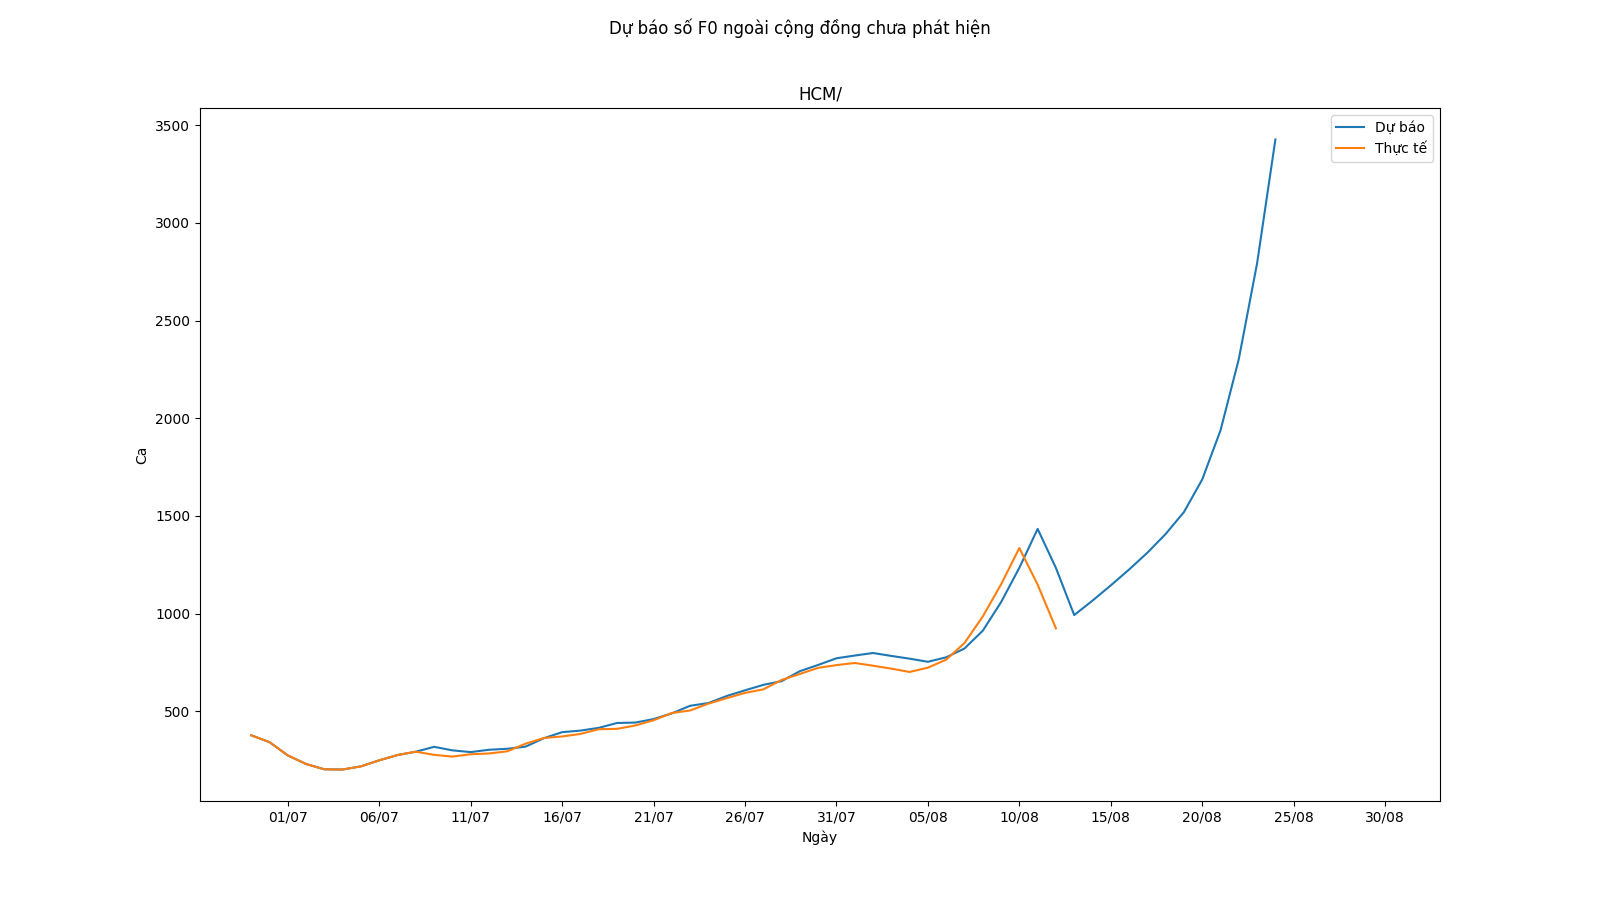 Dự báo số F0 ngoài cộng đồng chưa phát hiện
HCM/
Dự báo
Thực tế
3500
3000
2500
2000
1500
1000
500
Ca
01/07 06/07 11/07 16/07 21/07 26/07 31/07 05/08 10/08 15/08 20/08 25/08 30/08
Ngày